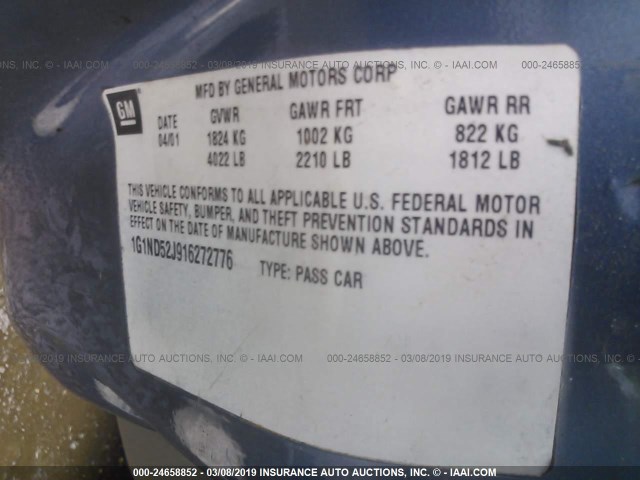 000-24658852 - 03/08/2019 INSURANCE AUTO AUCTIONS, INC. - © IAAI.COM
MFD BY GENERAL MOTORS CORP
GM
DATE GVWR GAWR FRT GAWR RR
04/01 1824 KG 1002 KG 822 KG
4022 LB 2210 LB 1812 LB
THIS VEHICLE CONFORMS TO ALL APPLICABLE U.S. FEDERAL MOTOR
VEHICLE SAFETY, BUMPER, AND THEFT PREVENTION STANDARDS IN
EFFECT ON THE DATE OF MANUFACTURE SHOWN ABOVE.
1G1ND52J916272776 TYPE: PASS CAR
000-24658852 - 03/08/2019 INSURANCE AUTO AUCTIONS, INC. - © IAAI.COM
000-24658852 - 03/08/2019 INSURANCE AUTO AUCTIONS, INC. - © IAAI.COM
000-24658852 - 03/08/2019 INSURANCE AUTO AUCTIONS, INC. - © IAAI.COM